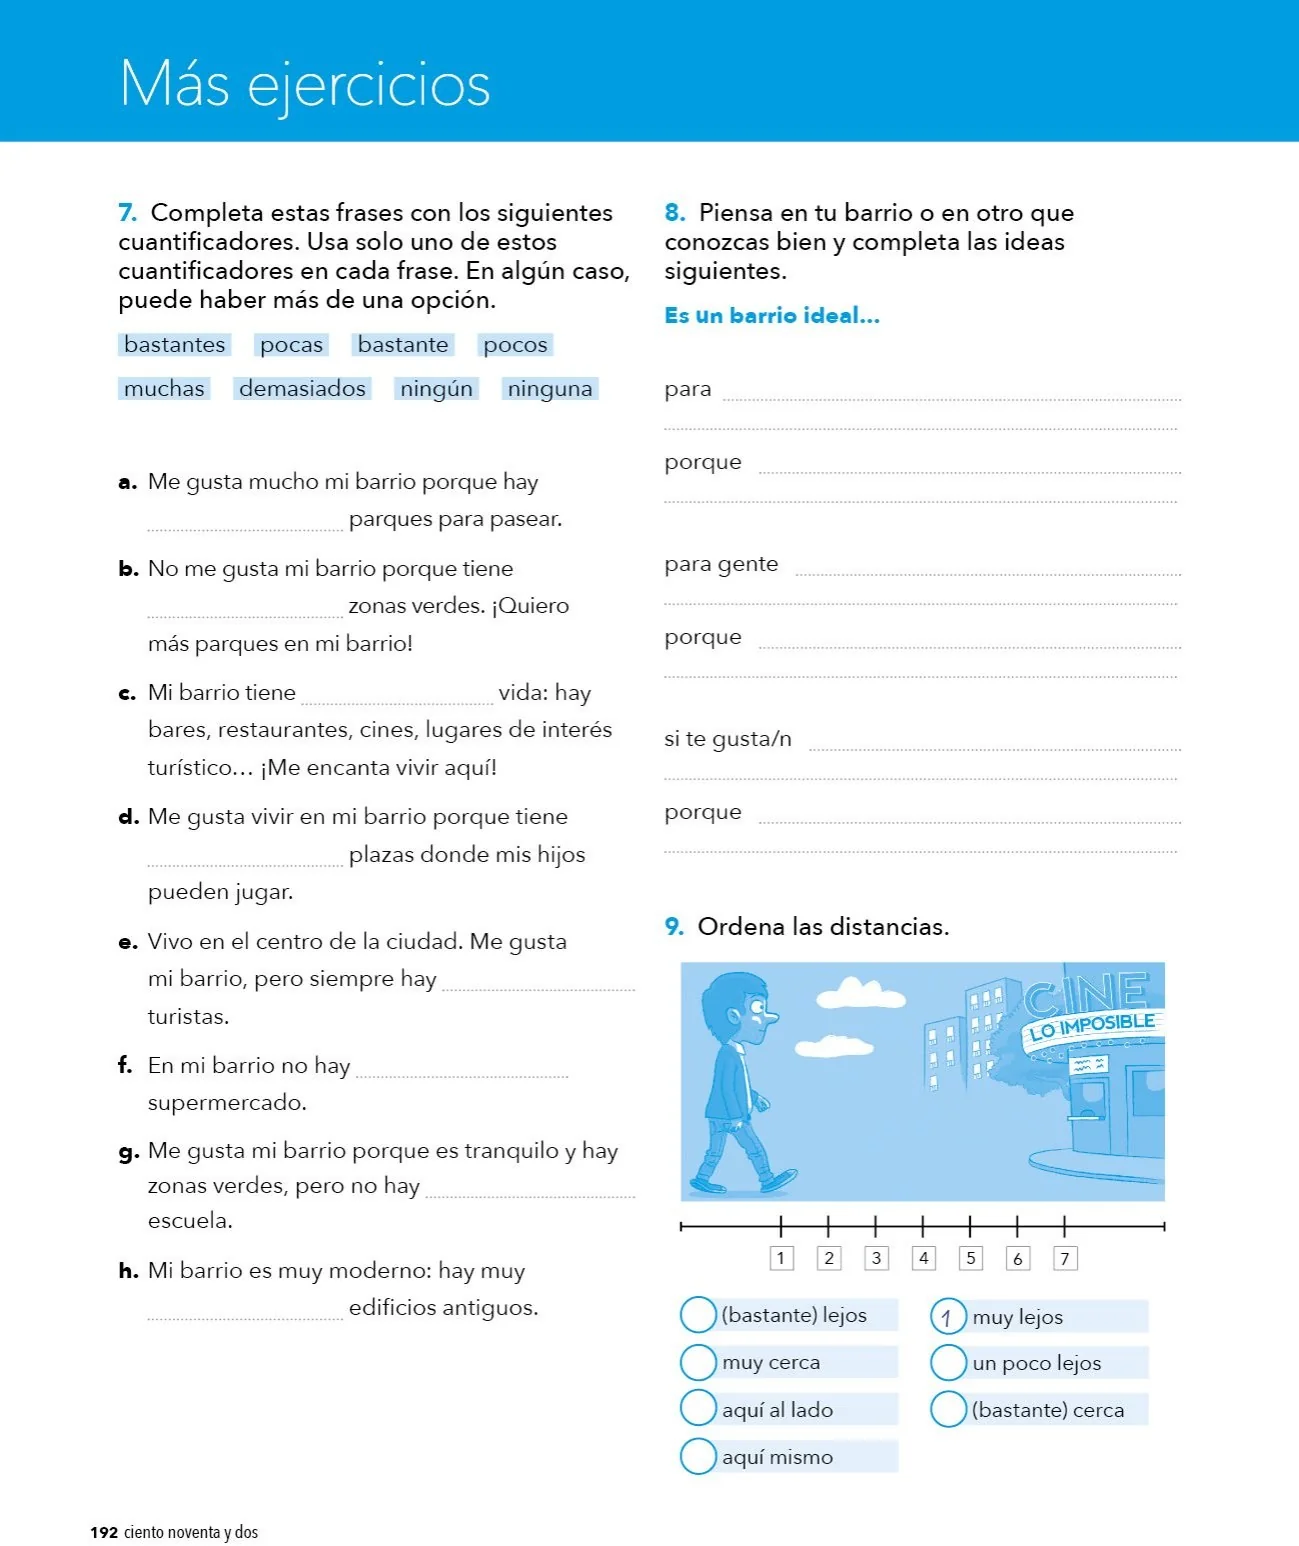 Más ejercicios
7. Completa estas frases con los siguientes
cuantificadores. Usa solo uno de estos
cuantificadores en cada frase. En algún caso,
puede haber más de una opción.
bastantes pocas bastante pocos
muchas demasiados ningún ninguna
a. Me gusta mucho mi barrio porque hay
parques para pasear.
b. No me gusta mi barrio porque tiene
zonas verdes. ¡Quiero
más parques en mi barrio!
c. Mi barrio tiene vida: hay
bares, restaurantes, cines, lugares de interés
turístico... ¡Me encanta vivir aquí!
d. Me gusta vivir en mi barrio porque tiene
plazas donde mis hijos
pueden jugar.
e. Vivo en el centro de la ciudad. Me gusta
mi barrio, pero siempre hay
turistas.
f. En mi barrio no hay
supermercado.
g. Me gusta mi barrio porque es tranquilo y hay
zonas verdes, pero no hay
escuela.
h. Mi barrio es muy moderno: hay muy
edificios antiguos.
8. Piensa en tu barrio o en otro que
conozcas bien y completa las ideas
siguientes.
Es un barrio ideal...
para
porque
para gente
porque
si te gusta/n
porque
9. Ordena las distancias.
CINE
LO IMPOSIBLE
1 2 3 4 5 6 7
(bastante) lejos
1 muy lejos
muy cerca
un poco lejos
aquí al lado
(bastante) cerca
aquí mismo
192 ciento noventa y dos